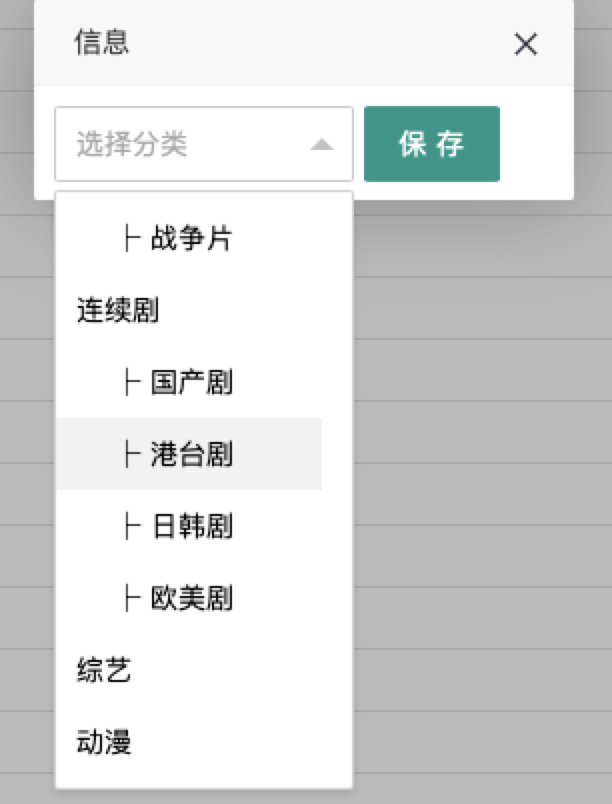 信息
选择分类
保存
├ 战争片
连续剧
├ 国产剧
├ 港台剧
├ 日韩剧
├ 欧美剧
综艺
动漫